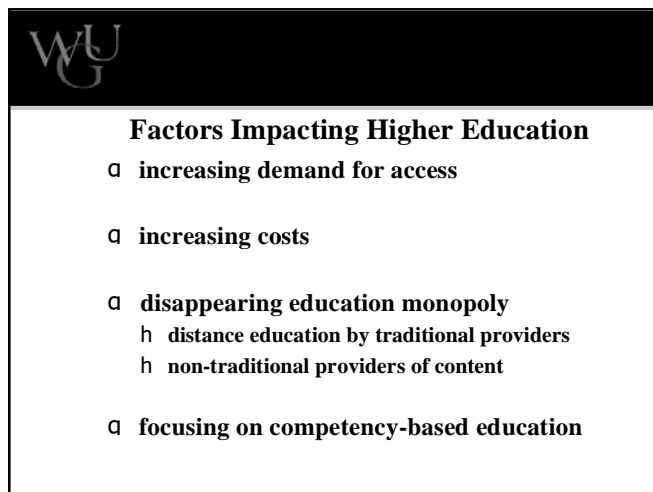 WGU
Factors Impacting Higher Education
a increasing demand for access
a increasing costs
a disappearing education monopoly
h distance education by traditional providers
h non-traditional providers of content
a focusing on competency-based education